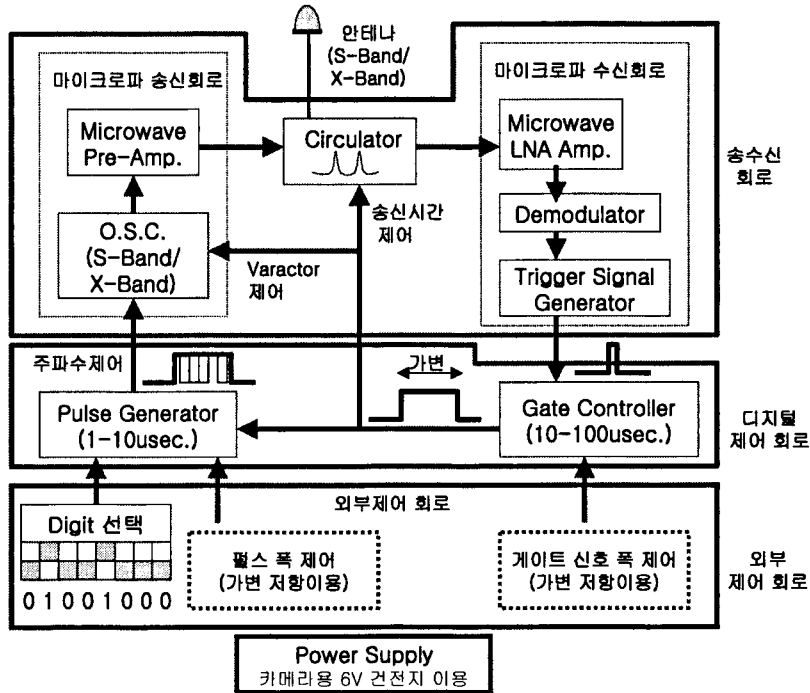 안테나
(S-Band/
X-Band)
마이크로파 송신회로
마이크로파 수신회로
Microwave
Pre-Amp.
Circulator
Microwave
LNA Amp.
송수신
회로
O.S.C.
(S-Band/
X-Band)
송신시간
제어
Varactor
제어
Demodulator
Trigger Signal
Generator
주파수제어
가변
Pulse Generator
(1-10usec.)
Gate Controller
(10-100usec.)
디지털
제어 회로
외부제어 회로
Digit 선택
0 1 0 0 1 0 0 0
펄스 폭 제어
(가변 저항이용)
게이트 신호 폭 제어
(가변 저항이용)
외부
제어 회로
Power Supply
카메라용 6V 건전지 이용